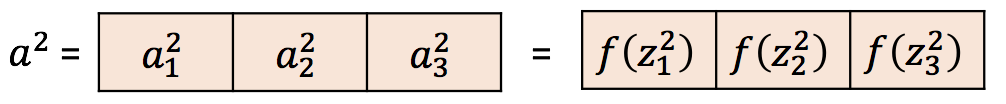 a² = a₁² a₂² a₃² = f(z₁²) f(z₂²) f(z₃²)